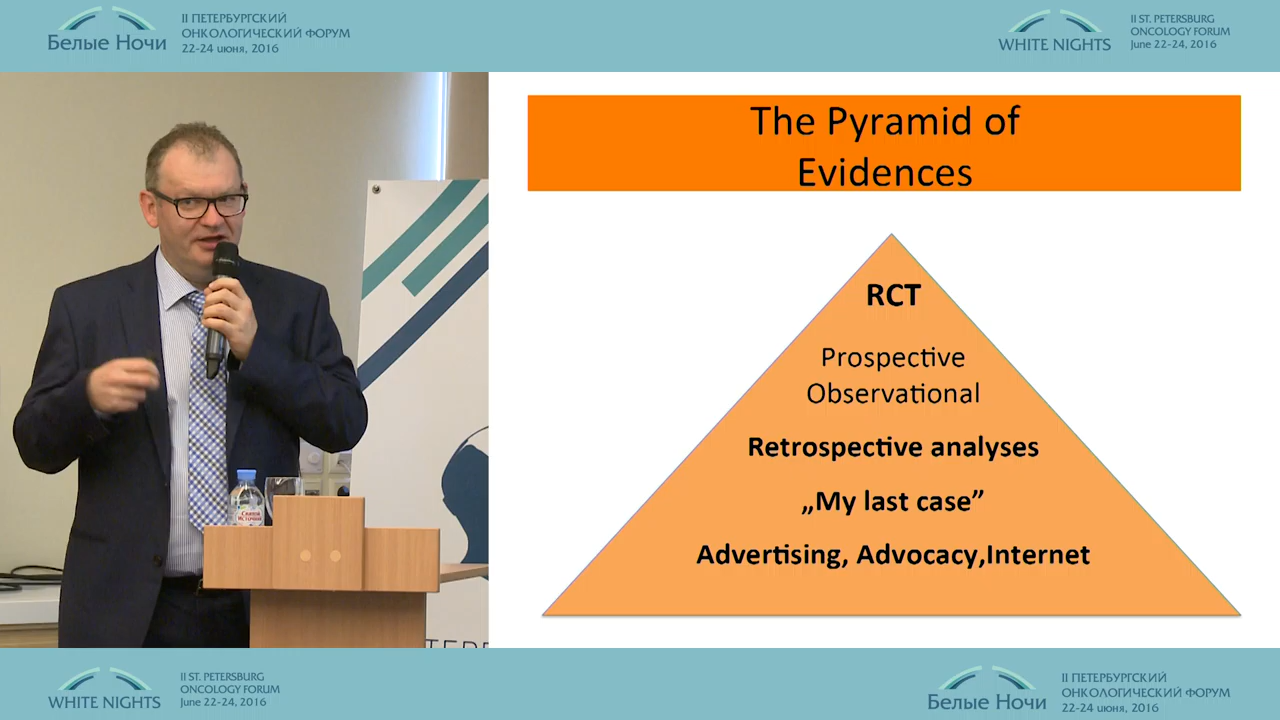 Белые Ночи
II ПЕТЕРБУРГСКИЙ
ОНКОЛОГИЧЕСКИЙ ФОРУМ
22-24 июня, 2016
WHITE NIGHTS
II ST. PETERSBURG
ONCOLOGY FORUM
June 22-24, 2016
The Pyramid of
Evidences
RCT
Prospective
Observational
Retrospective analyses
„My last case”
Advertising, Advocacy,Internet
Святой
Источник
WHITE NIGHTS
II ST. PETERSBURG
ONCOLOGY FORUM
June 22-24, 2016
Белые Ночи
II ПЕТЕРБУРГСКИЙ
ОНКОЛОГИЧЕСКИЙ ФОРУМ
22-24 июня, 2016